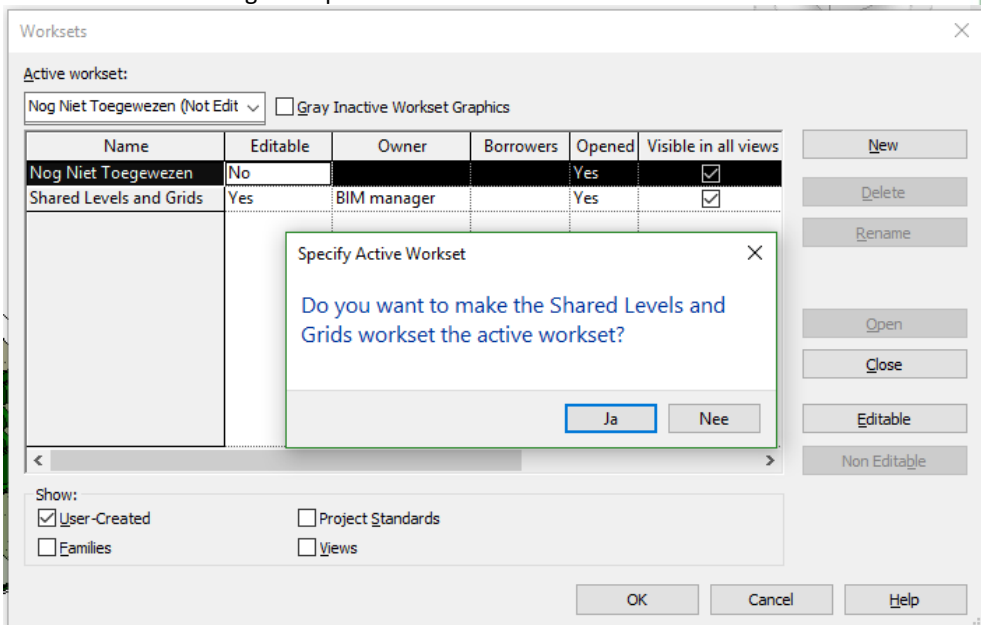 Worksets
Active workset:
Nog Niet Toegewezen (Not Edit
Gray Inactive Workset Graphics
Name Editable Owner Borrowers Opened Visible in all views
Nog Niet Toegewezen No Yes
Shared Levels and Grids Yes BIM manager Yes
New
Delete
Rename
Open
Close
Editable
Non Editable
Specify Active Workset
Do you want to make the Shared Levels and
Grids workset the active workset?
Ja Nee
Show:
User-Created Project Standards
Families Views
OK Cancel Help